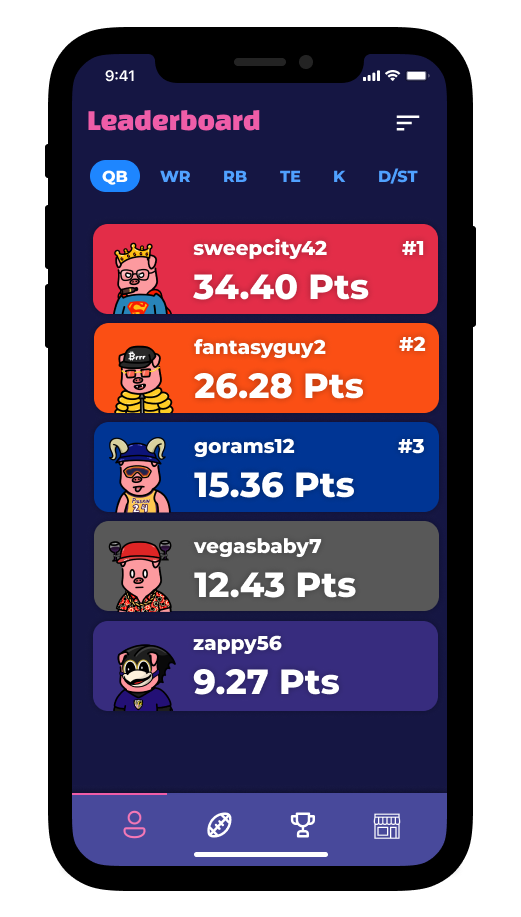 9:41
Leaderboard
QB WR RB TE K D/ST
sweepcity42 #1
34.40 Pts
fantasyguy2 #2
26.28 Pts
gorams12 #3
15.36 Pts
vegasbaby7
12.43 Pts
zappy56
9.27 Pts